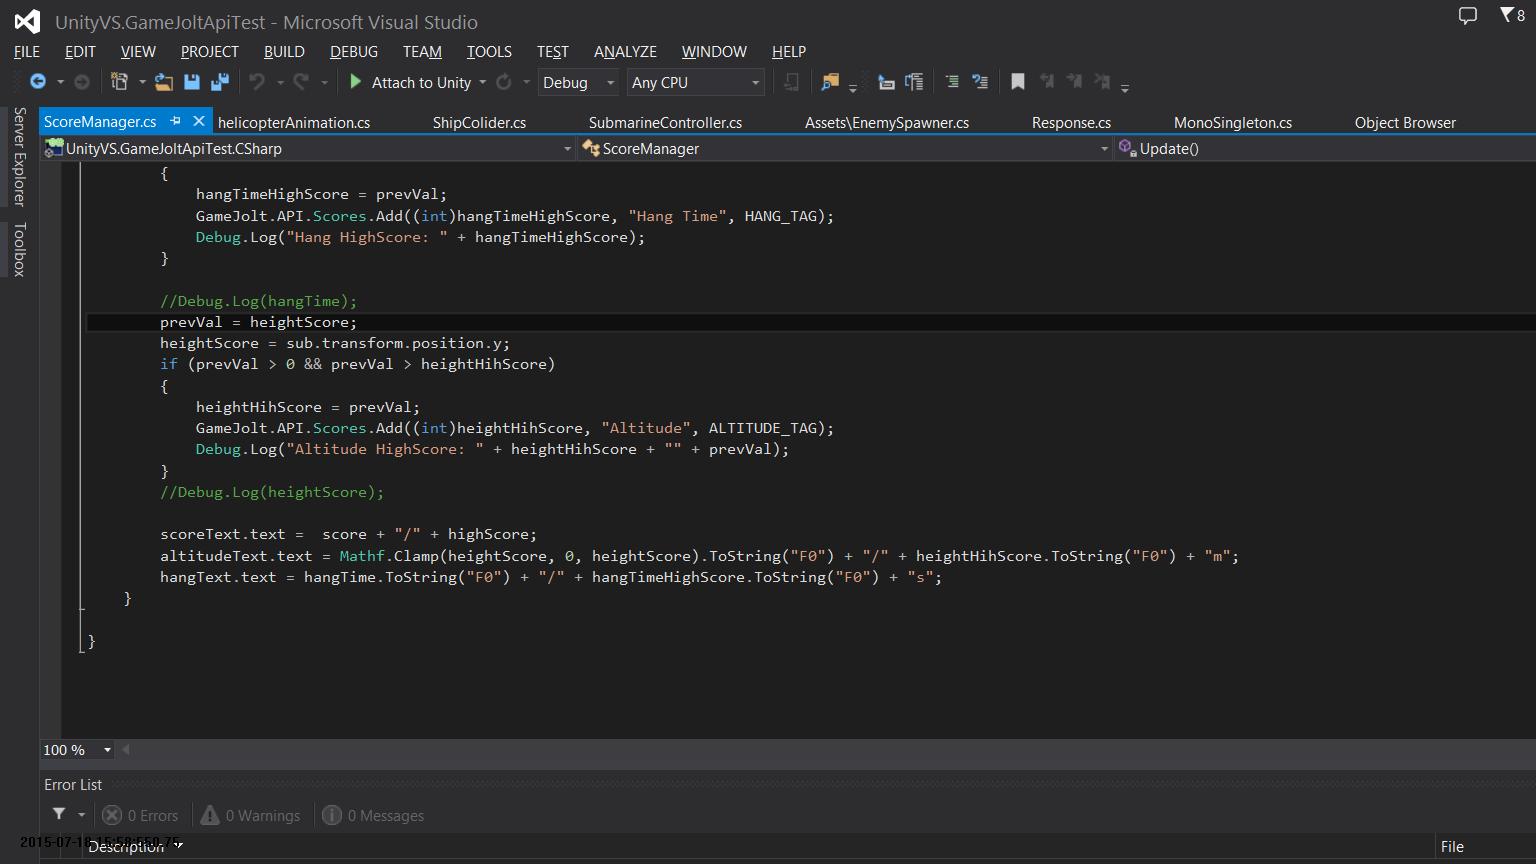 UnityVS.GameJoltApiTest - Microsoft Visual Studio
8
FILE EDIT VIEW PROJECT BUILD DEBUG TEAM TOOLS TEST ANALYZE WINDOW HELP
Attach to Unity Debug Any CPU
Server Explorer
Toolbox
ScoreManager.cs helicopterAnimation.cs ShipColider.cs SubmarineController.cs Assets\EnemySpawner.cs Response.cs MonoSingleton.cs Object Browser
UnityVS.GameJoltApiTest.CSharp ScoreManager Update()
{
hangTimeHighScore = prevVal;
GameJolt.API.Scores.Add((int)hangTimeHighScore, "Hang Time", HANG_TAG);
Debug.Log("Hang HighScore: " + hangTimeHighScore);
}
//Debug.Log(hangTime);
prevVal = heightScore;
heightScore = sub.transform.position.y;
if (prevVal > 0 && prevVal > heightHihScore)
{
heightHihScore = prevVal;
GameJolt.API.Scores.Add((int)heightHihScore, "Altitude", ALTITUDE_TAG);
Debug.Log("Altitude HighScore: " + heightHihScore + "" + prevVal);
}
//Debug.Log(heightScore);
scoreText.text =  score + "/" + highScore;
altitudeText.text = Mathf.Clamp(heightScore, 0, heightScore).ToString("F0") + "/" + heightHihScore.ToString("F0") + "m";
hangText.text = hangTime.ToString("F0") + "/" + hangTimeHighScore.ToString("F0") + "s";
}
}
100 %
Error List
0 Errors 0 Warnings 0 Messages
Description File